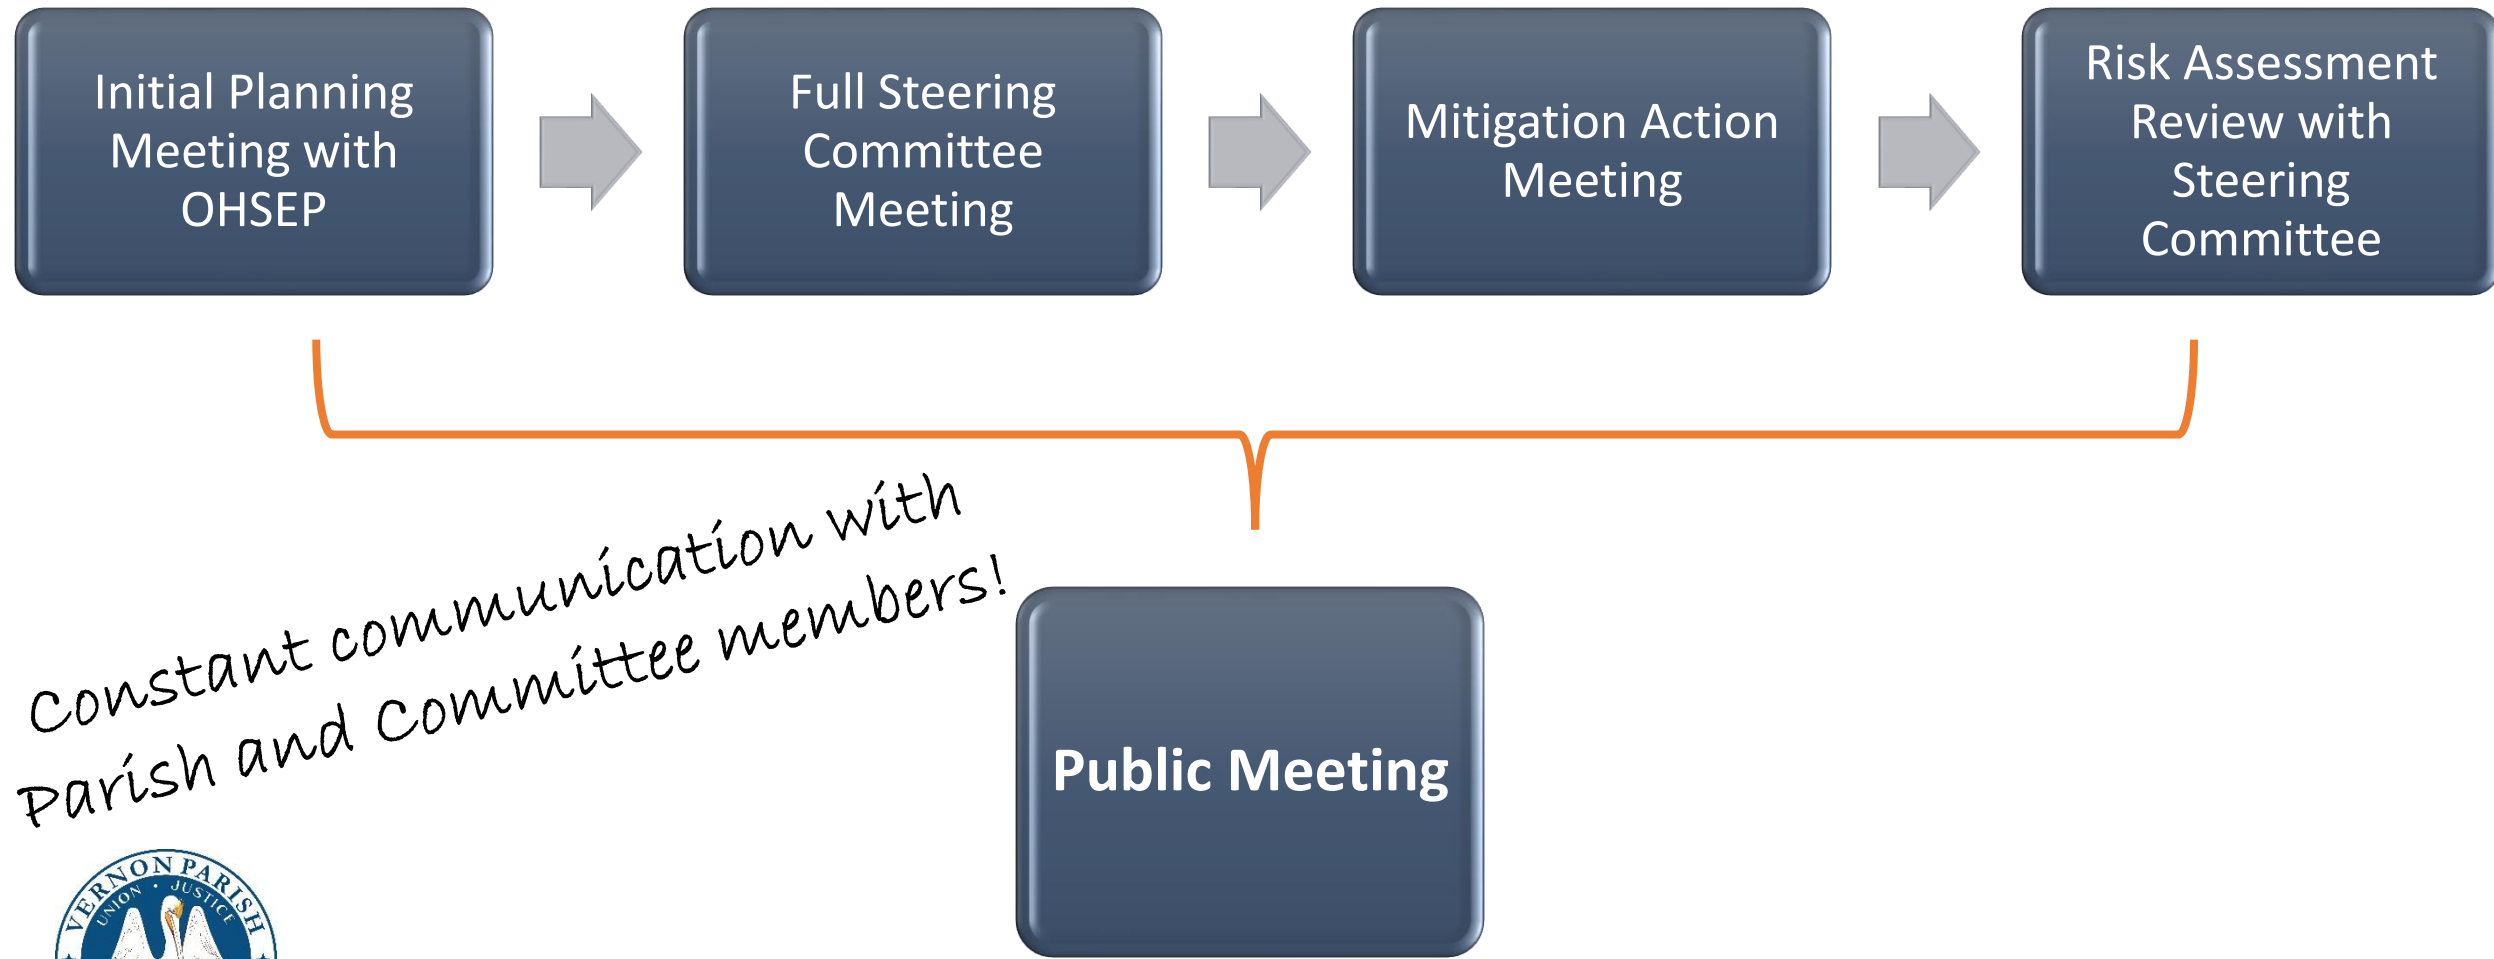 Initial Planning
Meeting with
OHSEP
Full Steering
Committee
Meeting
Mitigation Action
Meeting
Risk Assessment
Review with
Steering
Committee
Constant communication with
Parish and Committee members!
Public Meeting
VERNON PARISH
UNION • JUSTICE